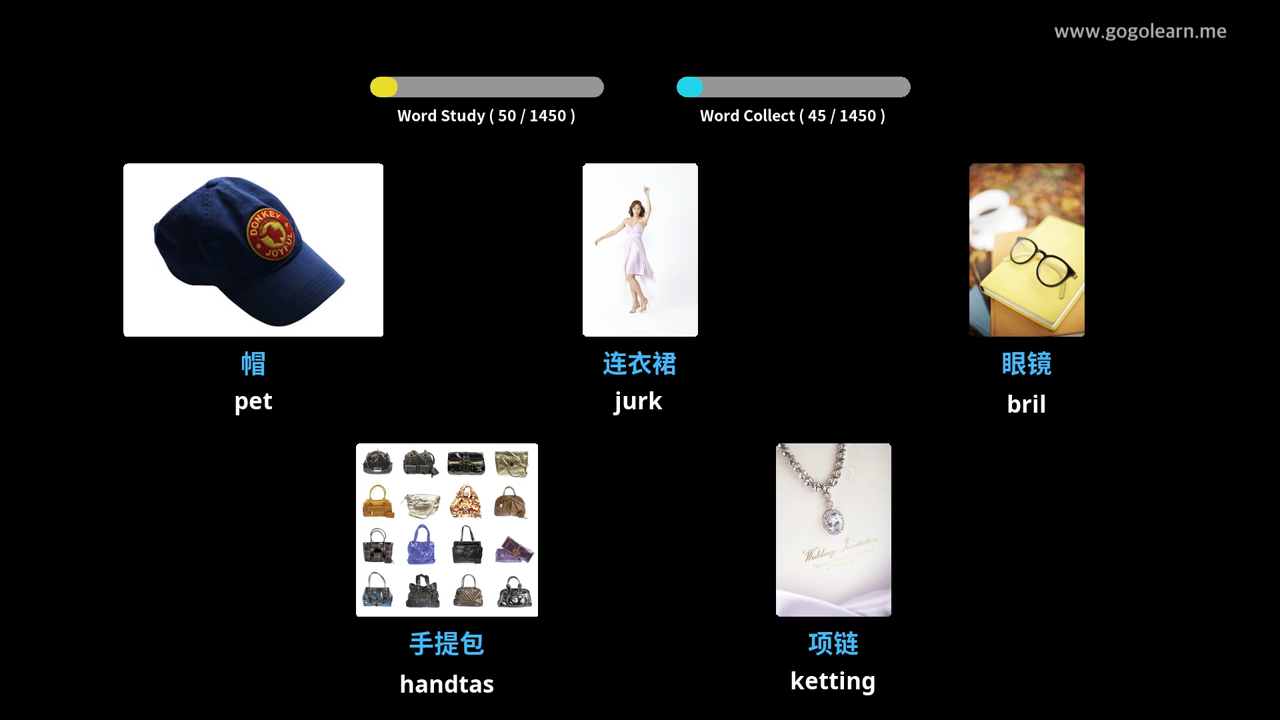 www.gogolearn.me
Word Study ( 50 / 1450 )
Word Collect ( 45 / 1450 )
DONKEY
JOYFUL
帽
pet
连衣裙
jurk
眼镜
bril
Wedding Invitation
手提包
handtas
项链
ketting